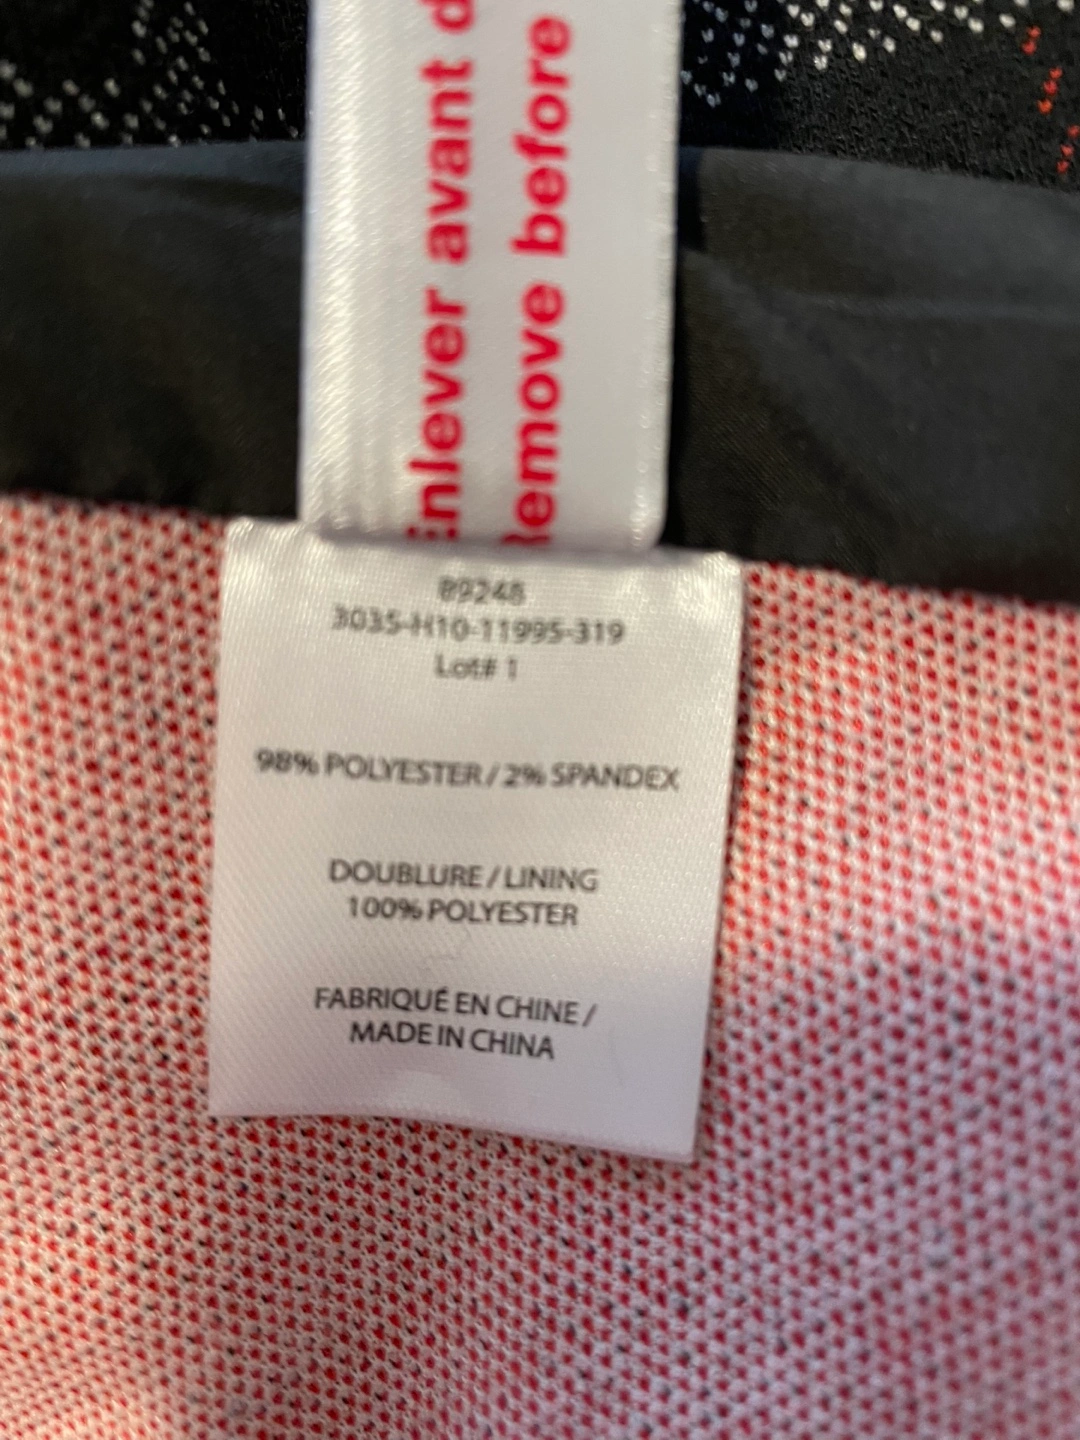 Enlever avant d
Remove before
89248
3035-H10-11995-319
Lot# 1
98% POLYESTER / 2% SPANDEX
DOUBLURE / LINING
100% POLYESTER
FABRIQUÉ EN CHINE /
MADE IN CHINA